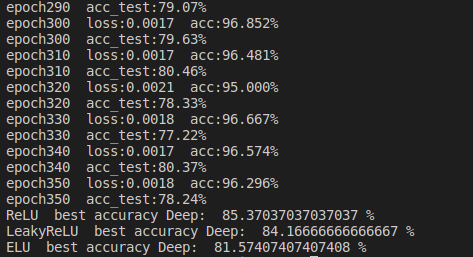 epoch290  acc_test:79.07%
epoch300  loss:0.0017  acc:96.852%
epoch300  acc_test:79.63%
epoch310  loss:0.0017  acc:96.481%
epoch310  acc_test:80.46%
epoch320  loss:0.0021  acc:95.000%
epoch320  acc_test:78.33%
epoch330  loss:0.0018  acc:96.667%
epoch330  acc_test:77.22%
epoch340  loss:0.0017  acc:96.574%
epoch340  acc_test:80.37%
epoch350  loss:0.0018  acc:96.296%
epoch350  acc_test:78.24%
ReLU  best accuracy Deep:  85.37037037037037 %
LeakyReLU  best accuracy Deep:  84.16666666666667 %
ELU  best accuracy Deep:  81.57407407407408 %